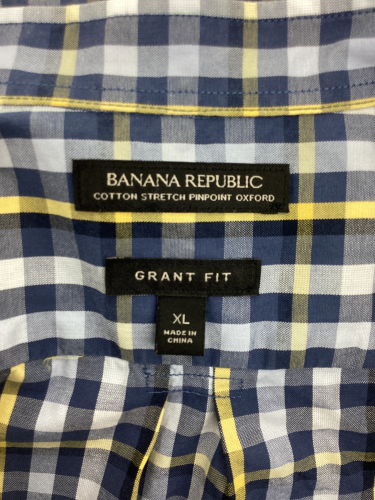 BANANA REPUBLIC
COTTON STRETCH PINPOINT OXFORD
GRANT FIT
XL
MADE IN
CHINA